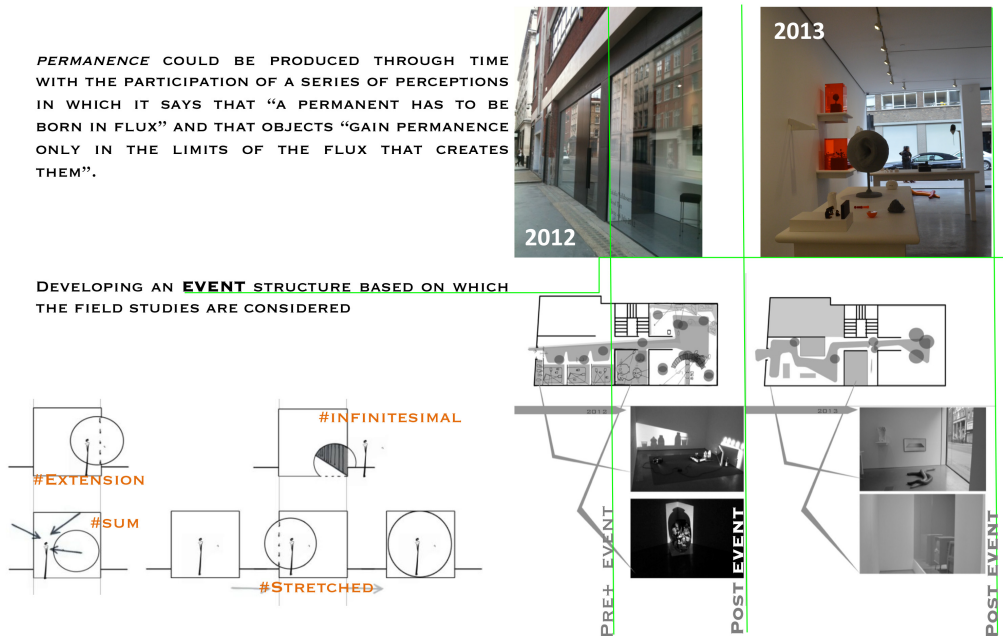 PERMANENCE COULD BE PRODUCED THROUGH TIME
WITH THE PARTICIPATION OF A SERIES OF PERCEPTIONS
IN WHICH IT SAYS THAT “A PERMANENT HAS TO BE
BORN IN FLUX” AND THAT OBJECTS “GAIN PERMANENCE
ONLY IN THE LIMITS OF THE FLUX THAT CREATES
THEM”.
DEVELOPING AN EVENT STRUCTURE BASED ON WHICH
THE FIELD STUDIES ARE CONSIDERED
2012
2013
#INFINITESIMAL
#EXTENSION
#SUM
#STRETCHED
2012
2013
PRE+ EVENT
POST EVENT
POST EVENT